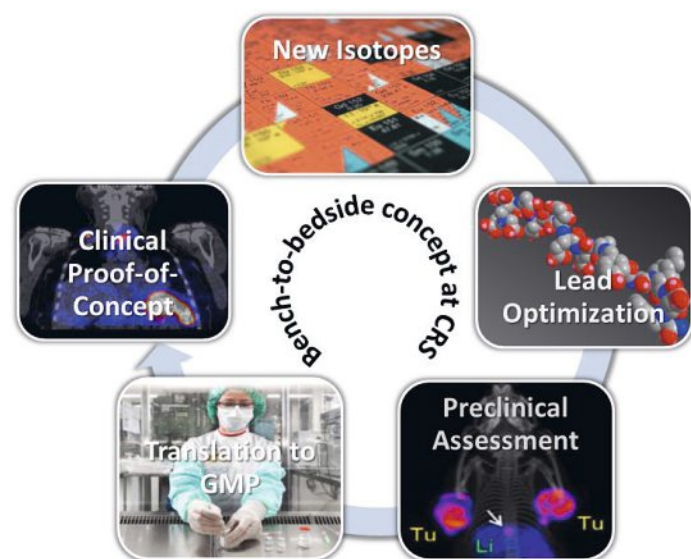 New Isotopes
Lead
Optimization
Preclinical
Assessment
Tu
Tu
Li
Translation to
GMP
Clinical
Proof-of-
Concept
Bench-to-bedside concept at CRS